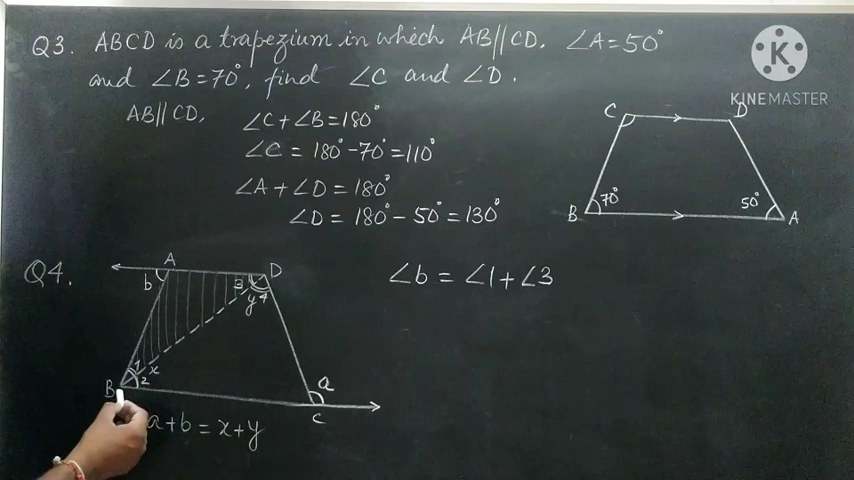 Q3. ABCD is a trapezium in which AB||CD. ∠A=50°
and ∠B=70°, find ∠C and ∠D.
AB||CD,
∠C+∠B=180°
∠C = 180°-70°=110°
∠A+∠D=180°
∠D = 180°-50°=130°
K
KINEMASTER
C D
70° 50°
B A
Q4.
A
b 3 D
y 4
1 x
2
B a
C
a+b = x+y
∠b = ∠1+∠3